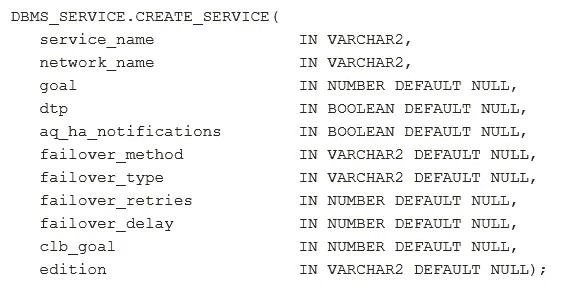 DBMS_SERVICE.CREATE_SERVICE(
service_name IN VARCHAR2,
network_name IN VARCHAR2,
goal IN NUMBER DEFAULT NULL,
dtp IN BOOLEAN DEFAULT NULL,
aq_ha_notifications IN BOOLEAN DEFAULT NULL,
failover_method IN VARCHAR2 DEFAULT NULL,
failover_type IN VARCHAR2 DEFAULT NULL,
failover_retries IN NUMBER DEFAULT NULL,
failover_delay IN NUMBER DEFAULT NULL,
clb_goal IN NUMBER DEFAULT NULL,
edition IN VARCHAR2 DEFAULT NULL);